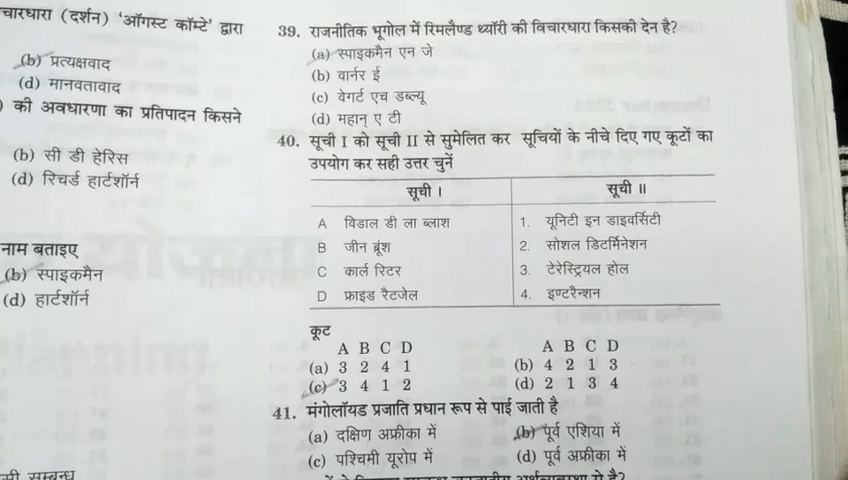 चारधारा (दर्शन) ‘ऑगस्ट कॉम्टे’ द्वारा
(b) प्रत्यक्षवाद
(d) मानवतावाद
) की अवधारणा का प्रतिपादन किसने
(b) सी डी हेरिस
(d) रिचर्ड हार्टशॉर्न
नाम बताइए
(b) स्पाइकमैन
(d) हार्टशॉर्न
सी सम्बन्ध
39. राजनीतिक भूगोल में रिमलैण्ड थ्योरी की विचारधारा किसकी देन है?
(a) स्पाइकमैन एन जे
(b) वार्नर ई
(c) वेगर्ट एच डब्ल्यू
(d) महान् ए टी
40. सूची I को सूची II से सुमेलित कर सूचियों के नीचे दिए गए कूटों का
उपयोग कर सही उत्तर चुनें
सूची I सूची II
A विडाल डी ला ब्लाश 1. यूनिटी इन डाइवर्सिटी
B जीन ब्रूंश 2. सोशल डिटर्मिनेशन
C कार्ल रिटर 3. टेरेस्ट्रियल होल
D फ्राइड रैटजेल 4. इण्टरैन्शन
कूट
A B C D A B C D
(a) 3 2 4 1 (b) 4 2 1 3
(c) 3 4 1 2 (d) 2 1 3 4
41. मंगोलॉयड प्रजाति प्रधान रूप से पाई जाती है
(a) दक्षिण अफ्रीका में (b) पूर्व एशिया में
(c) पश्चिमी यूरोप में (d) पूर्व अफ्रीका में